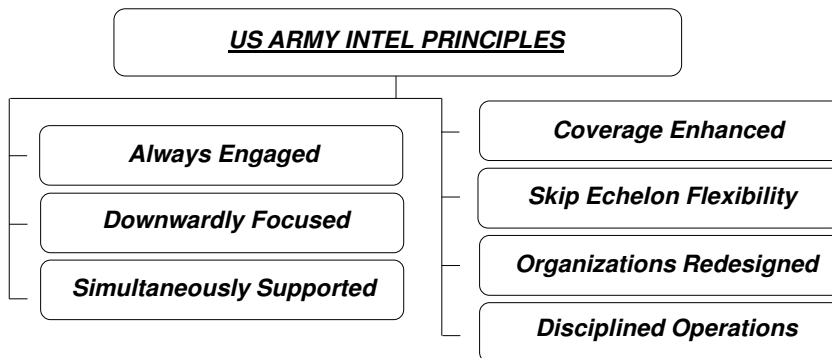 US ARMY INTEL PRINCIPLES
Always Engaged
Downwardly Focused
Simultaneously Supported
Coverage Enhanced
Skip Echelon Flexibility
Organizations Redesigned
Disciplined Operations